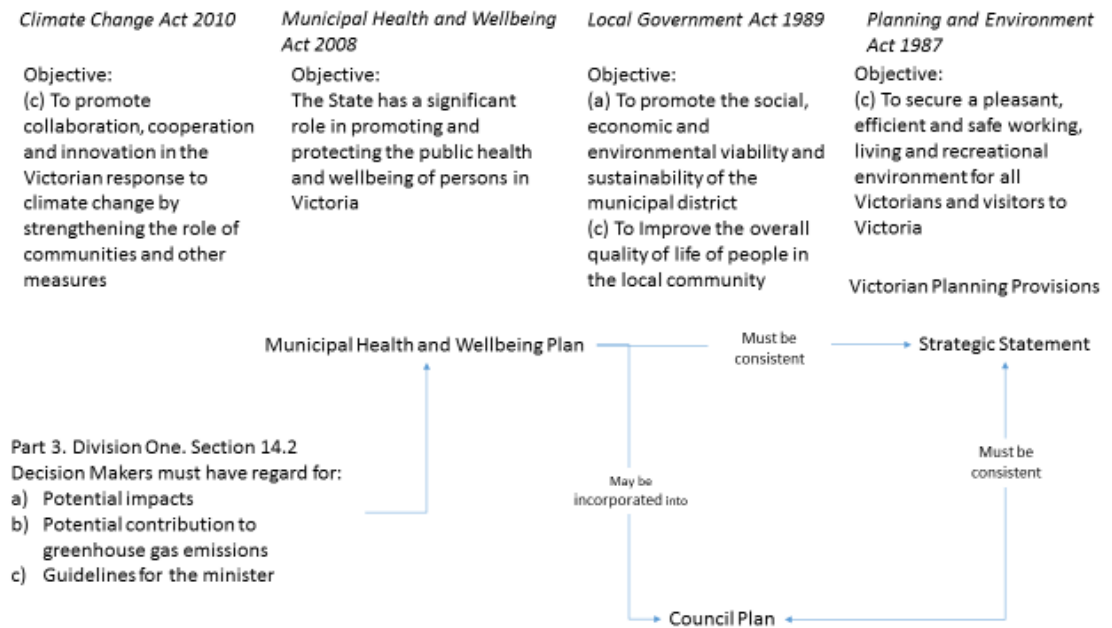 Climate Change Act 2010
Objective:
(c) To promote
collaboration, cooperation
and innovation in the
Victorian response to
climate change by
strengthening the role of
communities and other
measures
Municipal Health and Wellbeing
Act 2008
Objective:
The State has a significant
role in promoting and
protecting the public health
and wellbeing of persons in
Victoria
Local Government Act 1989
Objective:
(a) To promote the social,
economic and
environmental viability and
sustainability of the
municipal district
(c) To Improve the overall
quality of life of people in
the local community
Planning and Environment
Act 1987
Objective:
(c) To secure a pleasant,
efficient and safe working,
living and recreational
environment for all
Victorians and visitors to
Victoria
Victorian Planning Provisions
Municipal Health and Wellbeing Plan
Must be
consistent
Strategic Statement
Part 3. Division One. Section 14.2
Decision Makers must have regard for:
a) Potential impacts
b) Potential contribution to
greenhouse gas emissions
c) Guidelines for the minister
May be
incorporated into
Must be
consistent
Council Plan